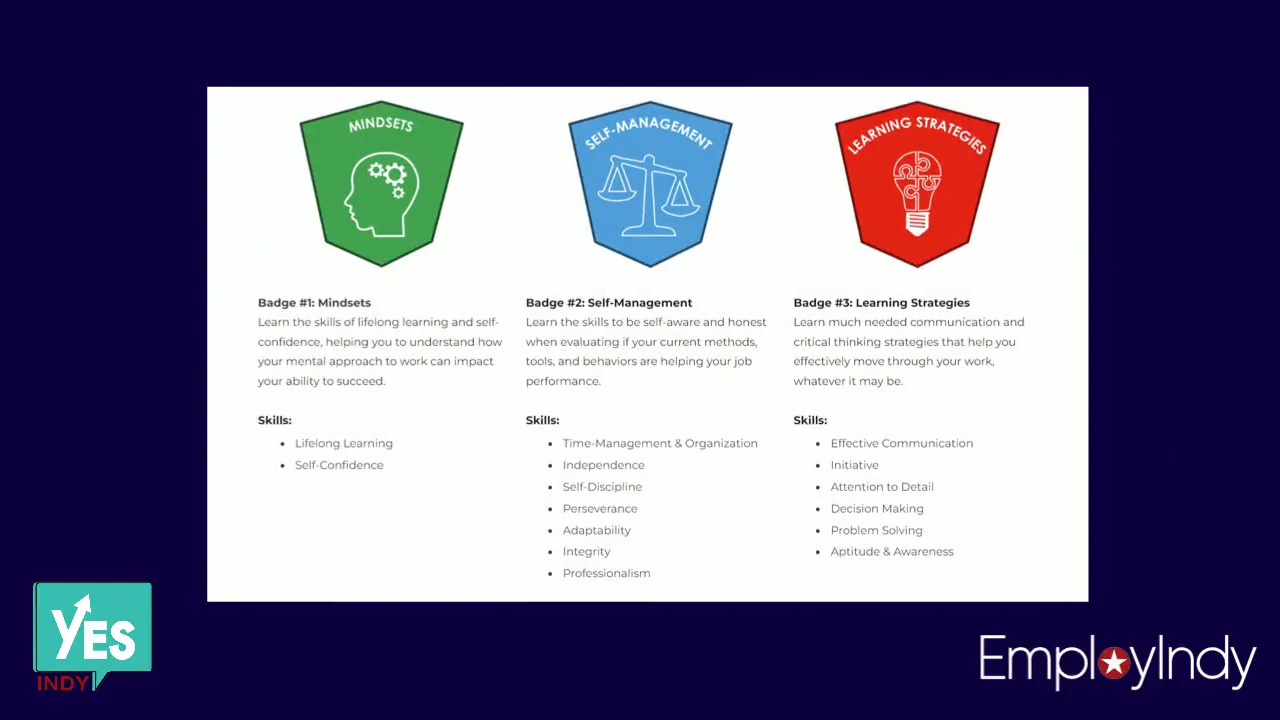 MINDSETS
SELF-MANAGEMENT
LEARNING STRATEGIES
Badge #1: Mindsets
Learn the skills of lifelong learning and self-
confidence, helping you to understand how
your mental approach to work can impact
your ability to succeed.
Skills:
• Lifelong Learning
• Self-Confidence
Badge #2: Self-Management
Learn the skills to be self-aware and honest
when evaluating if your current methods,
tools, and behaviors are helping your job
performance.
Skills:
• Time-Management & Organization
• Independence
• Self-Discipline
• Perseverance
• Adaptability
• Integrity
• Professionalism
Badge #3: Learning Strategies
Learn much needed communication and
critical thinking strategies that help you
effectively move through your work,
whatever it may be.
Skills:
• Effective Communication
• Initiative
• Attention to Detail
• Decision Making
• Problem Solving
• Aptitude & Awareness
YES
INDY
EmployIndy